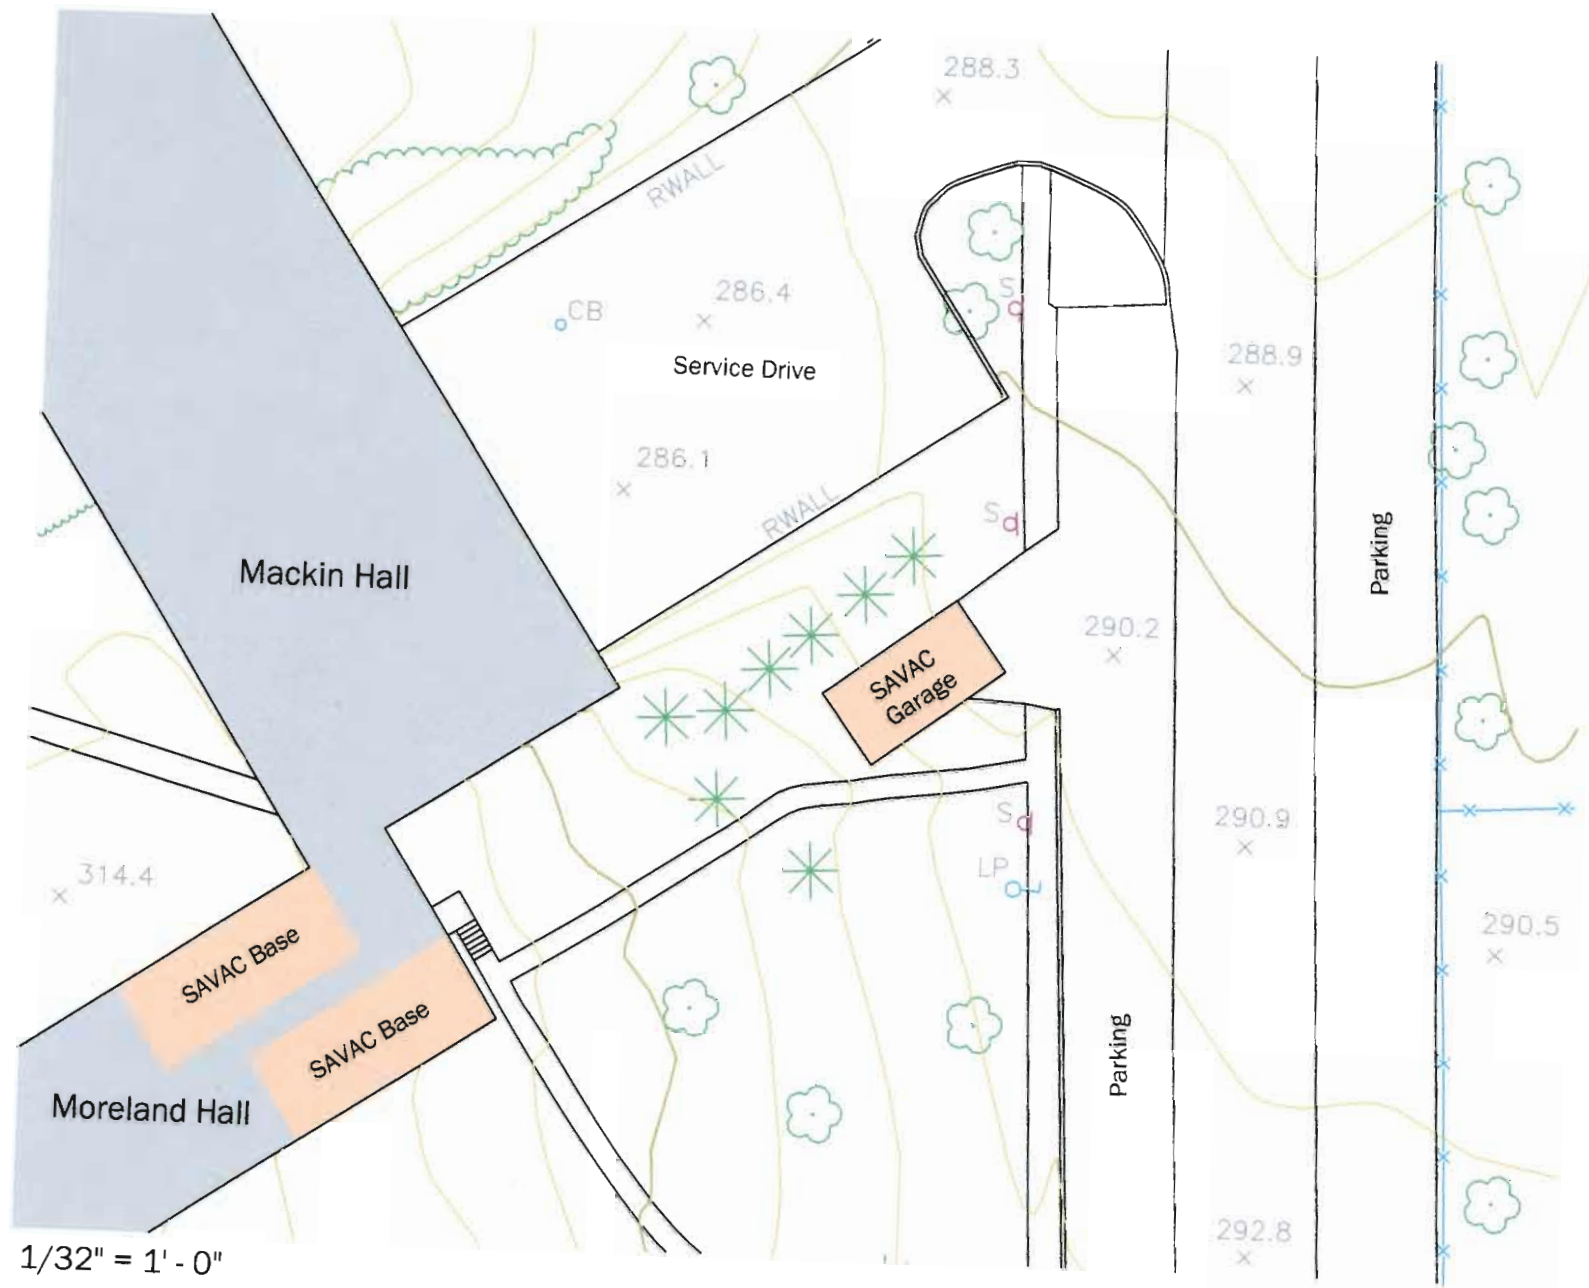 288.3
RWALL
S
286.4
CB
288.9
Service Drive
286.1
RWALL
S
Parking
Mackin Hall
290.2
SAVAC
Garage
S
290.9
LP
314.4
290.5
SAVAC Base
SAVAC Base
Parking
Moreland Hall
292.8
1/32" = 1' - 0"